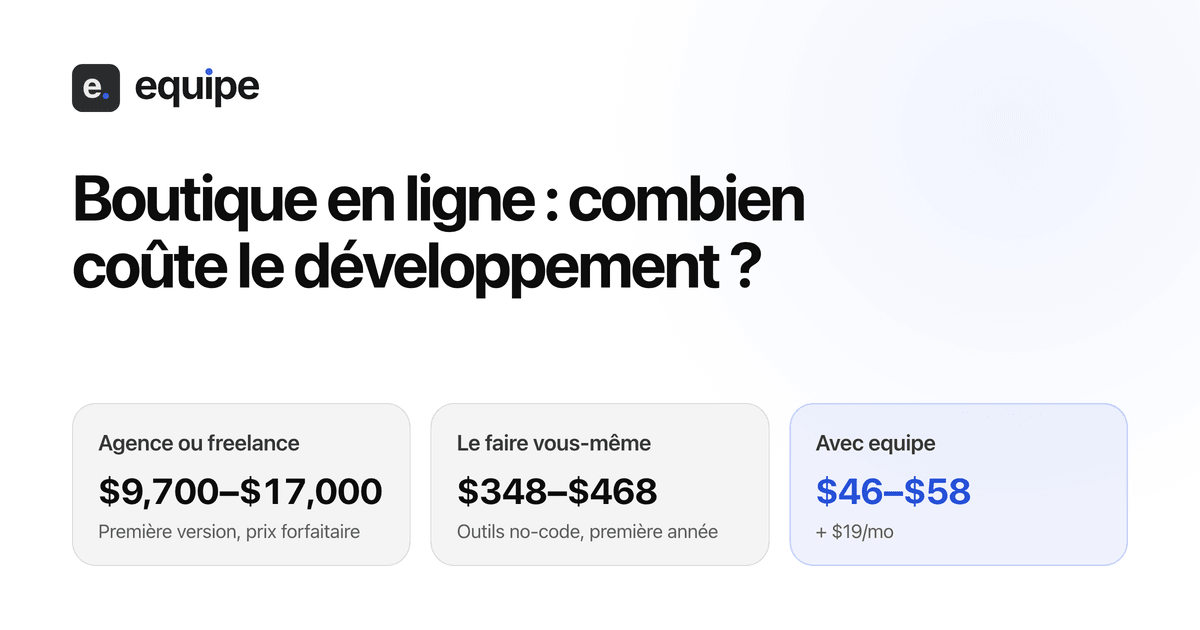 e.
equipe
Boutique en ligne : combien
coûte le développement ?
Agence ou freelance
$9,700–$17,000
Première version, prix forfaitaire
Le faire vous-même
$348–$468
Outils no-code, première année
Avec equipe
$46–$58
+ $19/mo